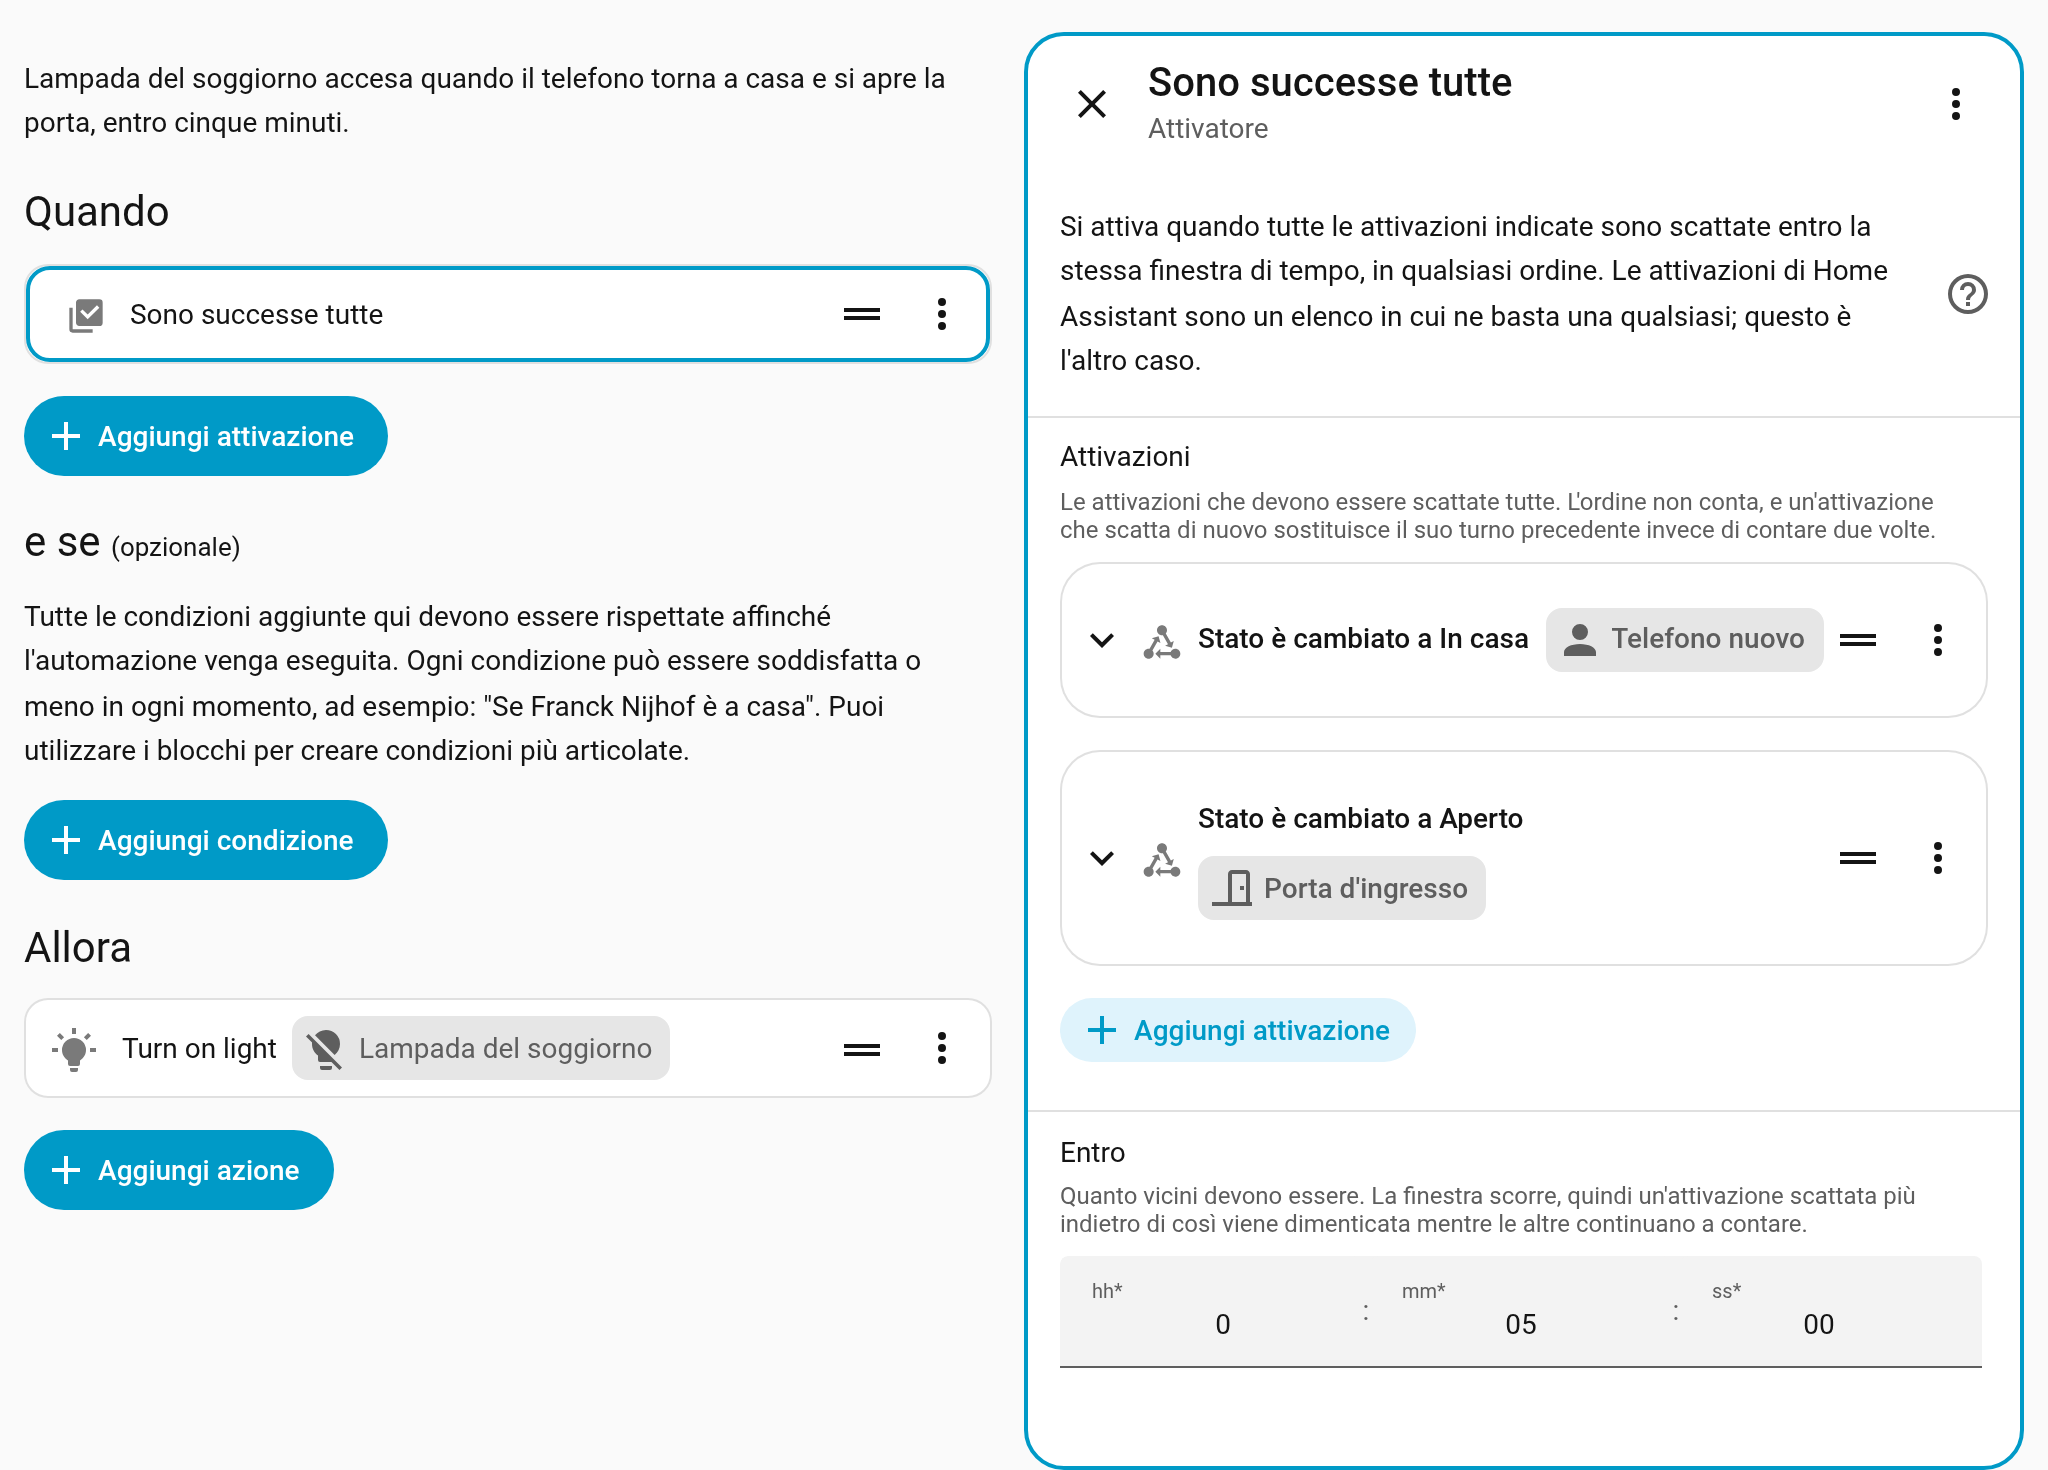 Lampada del soggiorno accesa quando il telefono torna a casa e si apre la
porta, entro cinque minuti.
Quando
Sono successe tutte
Aggiungi attivazione
e se (opzionale)
Tutte le condizioni aggiunte qui devono essere rispettate affinché
l'automazione venga eseguita. Ogni condizione può essere soddisfatta o
meno in ogni momento, ad esempio: "Se Franck Nijhof è a casa". Puoi
utilizzare i blocchi per creare condizioni più articolate.
Aggiungi condizione
Allora
Turn on light Lampada del soggiorno
Aggiungi azione
Sono successe tutte
Attivatore
Si attiva quando tutte le attivazioni indicate sono scattate entro la
stessa finestra di tempo, in qualsiasi ordine. Le attivazioni di Home
Assistant sono un elenco in cui ne basta una qualsiasi; questo è
l'altro caso.
Attivazioni
Le attivazioni che devono essere scattate tutte. L'ordine non conta, e un'attivazione
che scatta di nuovo sostituisce il suo turno precedente invece di contare due volte.
Stato è cambiato a In casa Telefono nuovo
Stato è cambiato a Aperto
Porta d'ingresso
Aggiungi attivazione
Entro
Quanto vicini devono essere. La finestra scorre, quindi un'attivazione scattata più
indietro di così viene dimenticata mentre le altre continuano a contare.
hh* mm* ss*
0 : 05 : 00